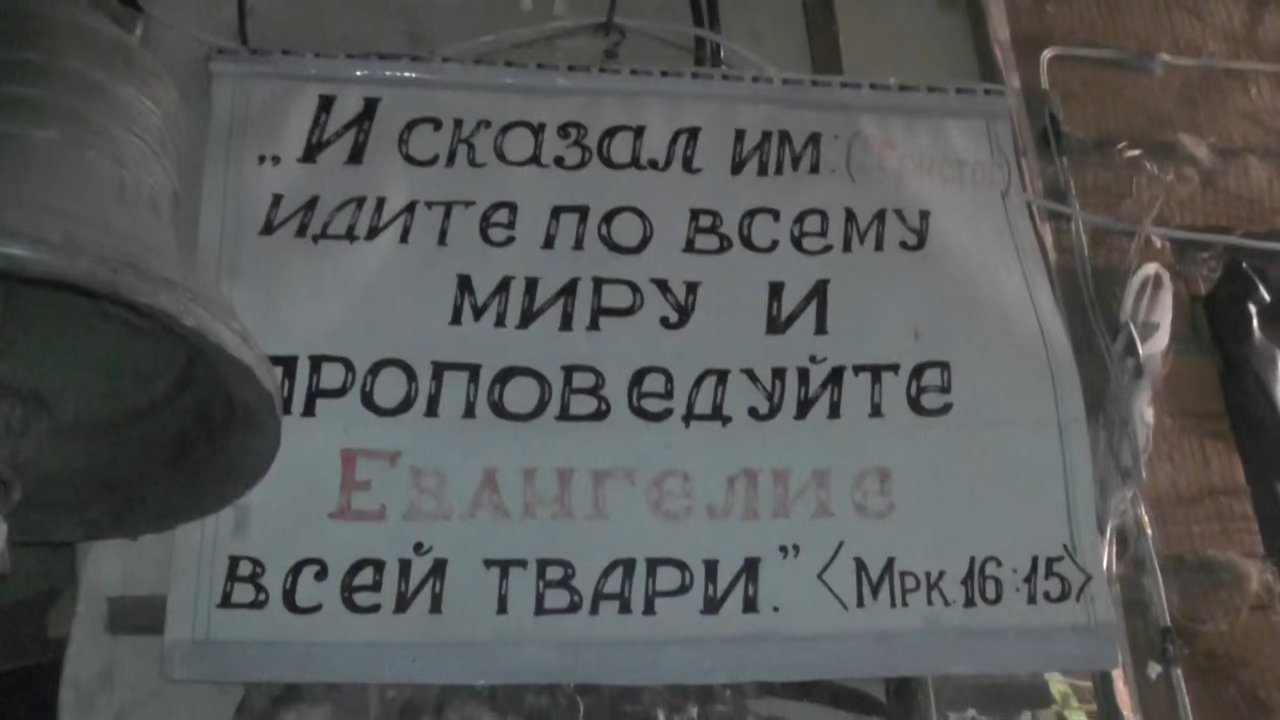 „И сказал им:
идите по всему
миру и
проповедуйте
Евангелие
всей твари.” <Мрк. 16:15>